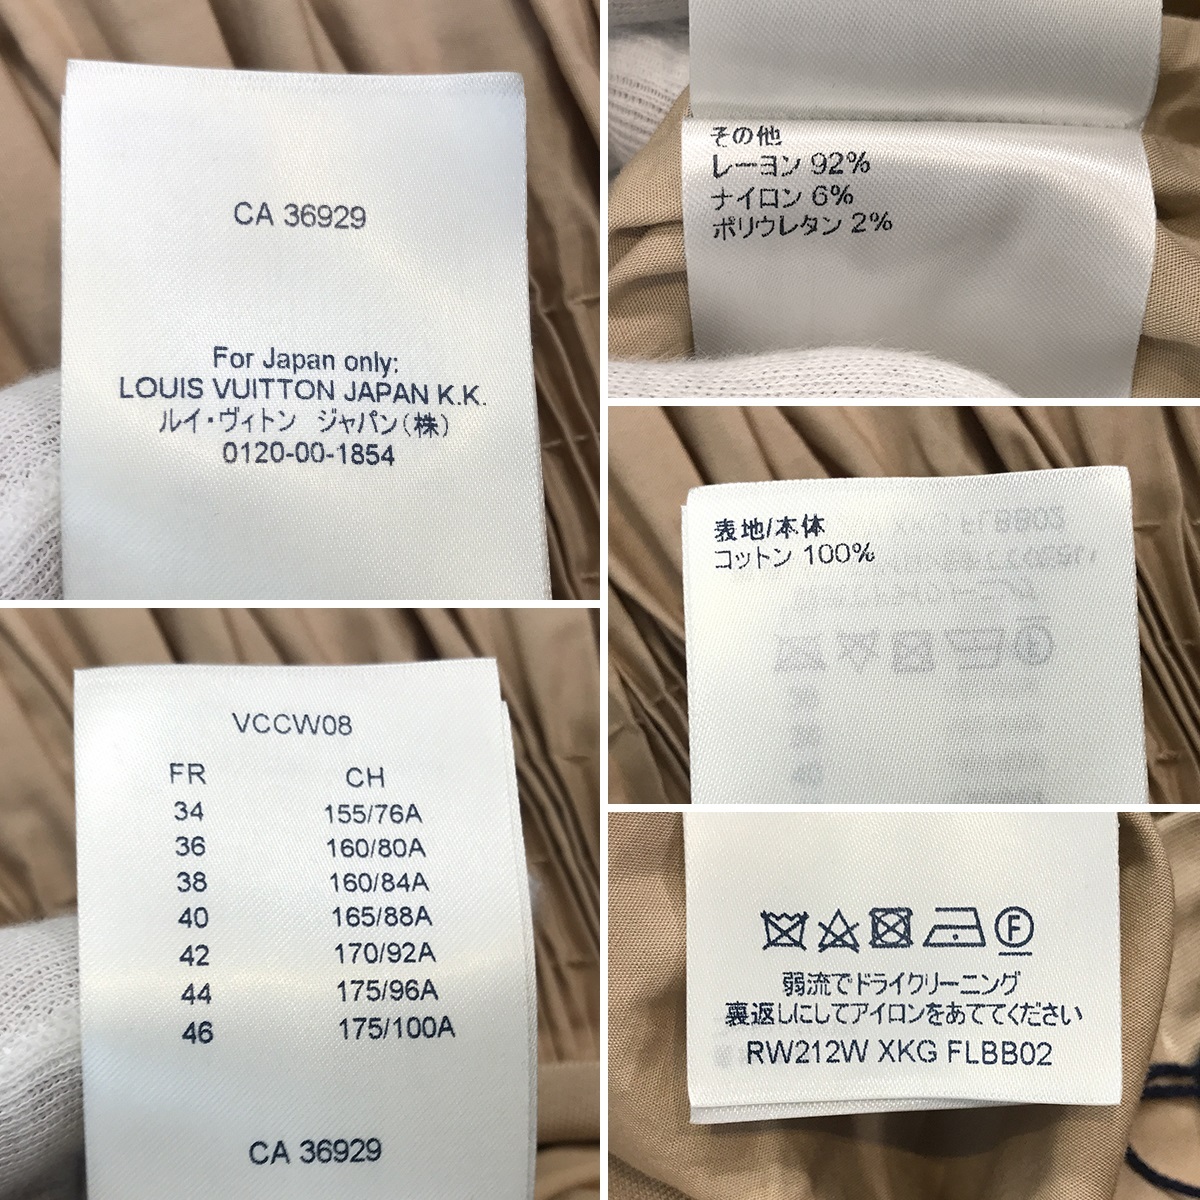 CA 36929
For Japan only:
LOUIS VUITTON JAPAN K.K.
ルイ・ヴィトン ジャパン(株)
0120-00-1854
その他
レーヨン 92%
ナイロン 6%
ポリウレタン 2%
表地/本体
コットン 100%
VCCW08
FR CH
34 155/76A
36 160/80A
38 160/84A
40 165/88A
42 170/92A
44 175/96A
46 175/100A
CA 36929
F
弱流でドライクリーニング
裏返しにしてアイロンをあててください
RW212W XKG FLBB02